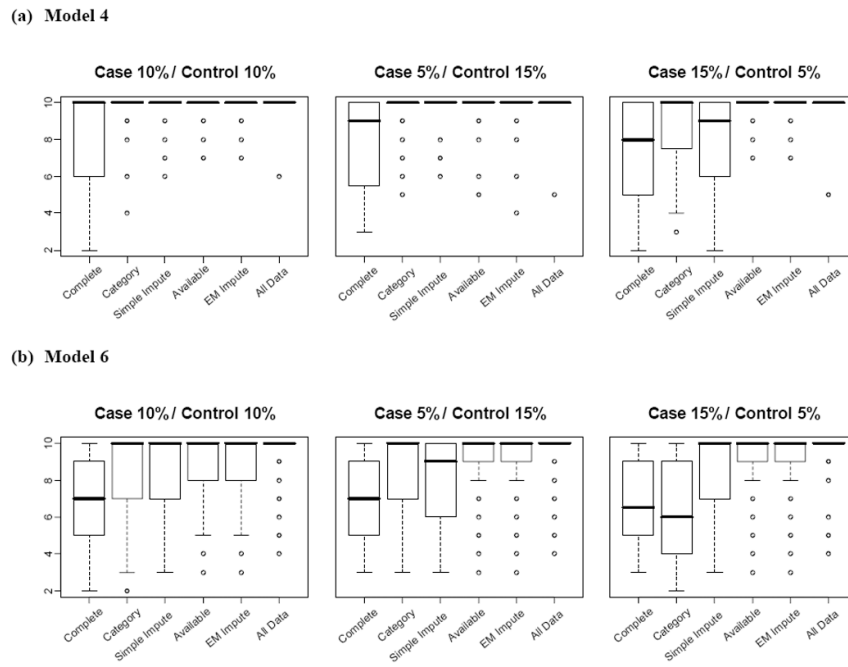 (a) Model 4
Case 10% / Control 10%
Case 5% / Control 15%
Case 15% / Control 5%
10
8
6
4
2
Complete
Category
Simple Impute
Available
EM Impute
All Data
Complete
Category
Simple Impute
Available
EM Impute
All Data
Complete
Category
Simple Impute
Available
EM Impute
All Data
(b) Model 6
Case 10% / Control 10%
Case 5% / Control 15%
Case 15% / Control 5%
10
8
6
4
2
Complete
Category
Simple Impute
Available
EM Impute
All Data
Complete
Category
Simple Impute
Available
EM Impute
All Data
Complete
Category
Simple Impute
Available
EM Impute
All Data